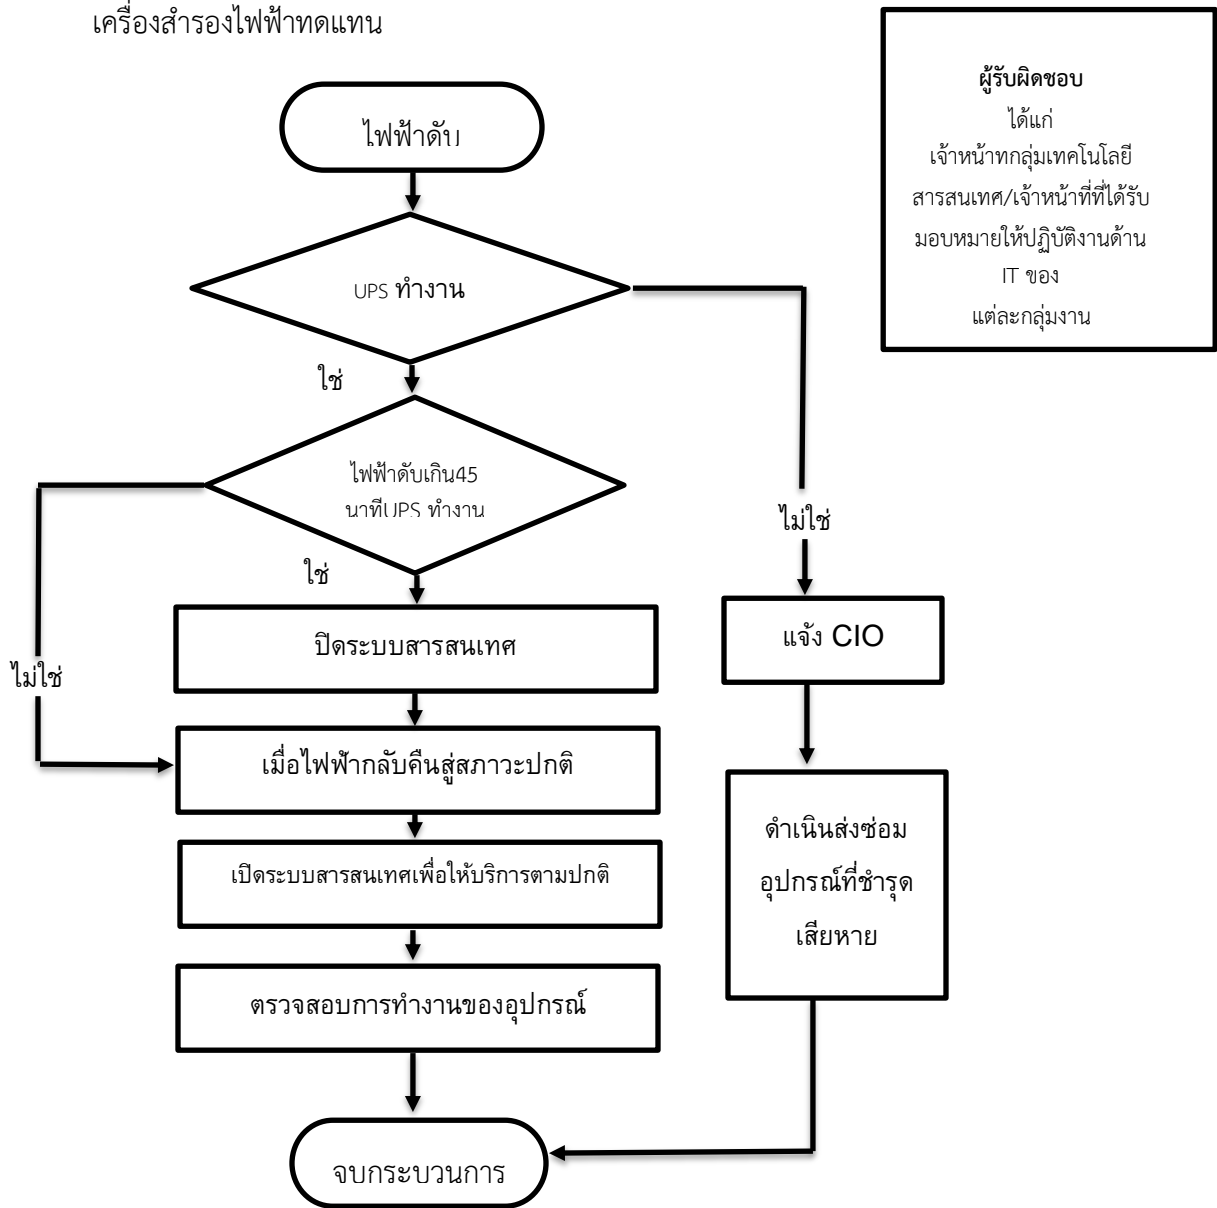 เครื่องสำรองไฟฟ้าทดแทน
ผู้รับผิดชอบ
ได้แก่
เจ้าหน้าทกลุ่มเทคโนโลยี
สารสนเทศ/เจ้าหน้าที่ที่ได้รับ
มอบหมายให้ปฏิบัติงานด้าน
IT ของ
แต่ละกลุ่มงาน
ไฟฟ้าดับ
UPS ทำงาน
ใช่
ไฟฟ้าดับเกิน45
นาทีUPS ทำงาน
ไม่ใช่
ใช่
ปิดระบบสารสนเทศ
แจ้ง CIO
ไม่ใช่
เมื่อไฟฟ้ากลับคืนสู่สภาวะปกติ
เปิดระบบสารสนเทศเพื่อให้บริการตามปกติ
ดำเนินส่งซ่อม
อุปกรณ์ที่ชำรุด
เสียหาย
ตรวจสอบการทำงานของอุปกรณ์
จบกระบวนการ